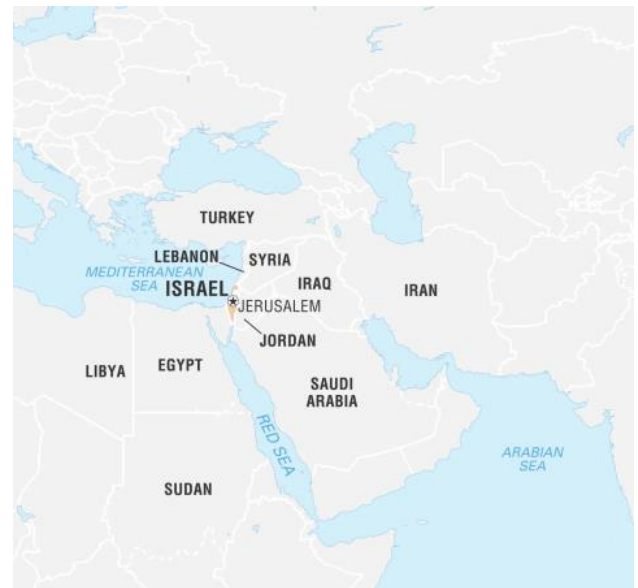 TURKEY
LEBANON
SYRIA
MEDITERRANEAN
SEA
ISRAEL
IRAQ
IRAN
JERUSALEM
JORDAN
LIBYA
EGYPT
SAUDI
ARABIA
RED SEA
ARABIAN
SEA
SUDAN